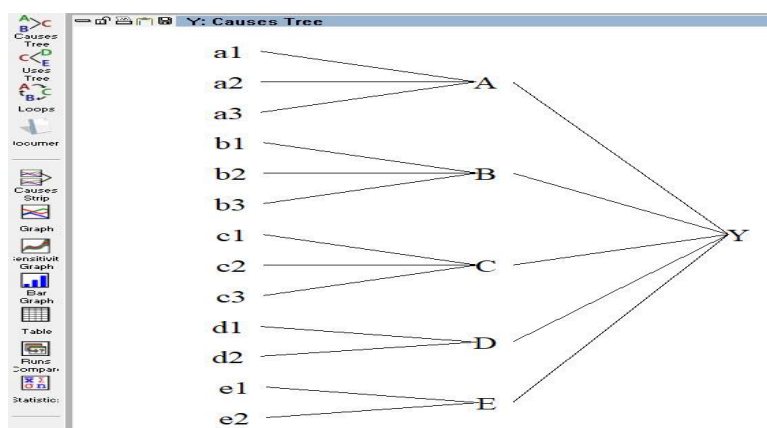 Y: Causes Tree
Causes
Tree
Uses
Tree
Loops
Causes
Strip
Graph
Graph
Bar
Graph
Table
Runs
a1
a2
a3
b1
b2
b3
c1
c2
c3
d1
d2
e1
e2
A
B
C
D
E
Y